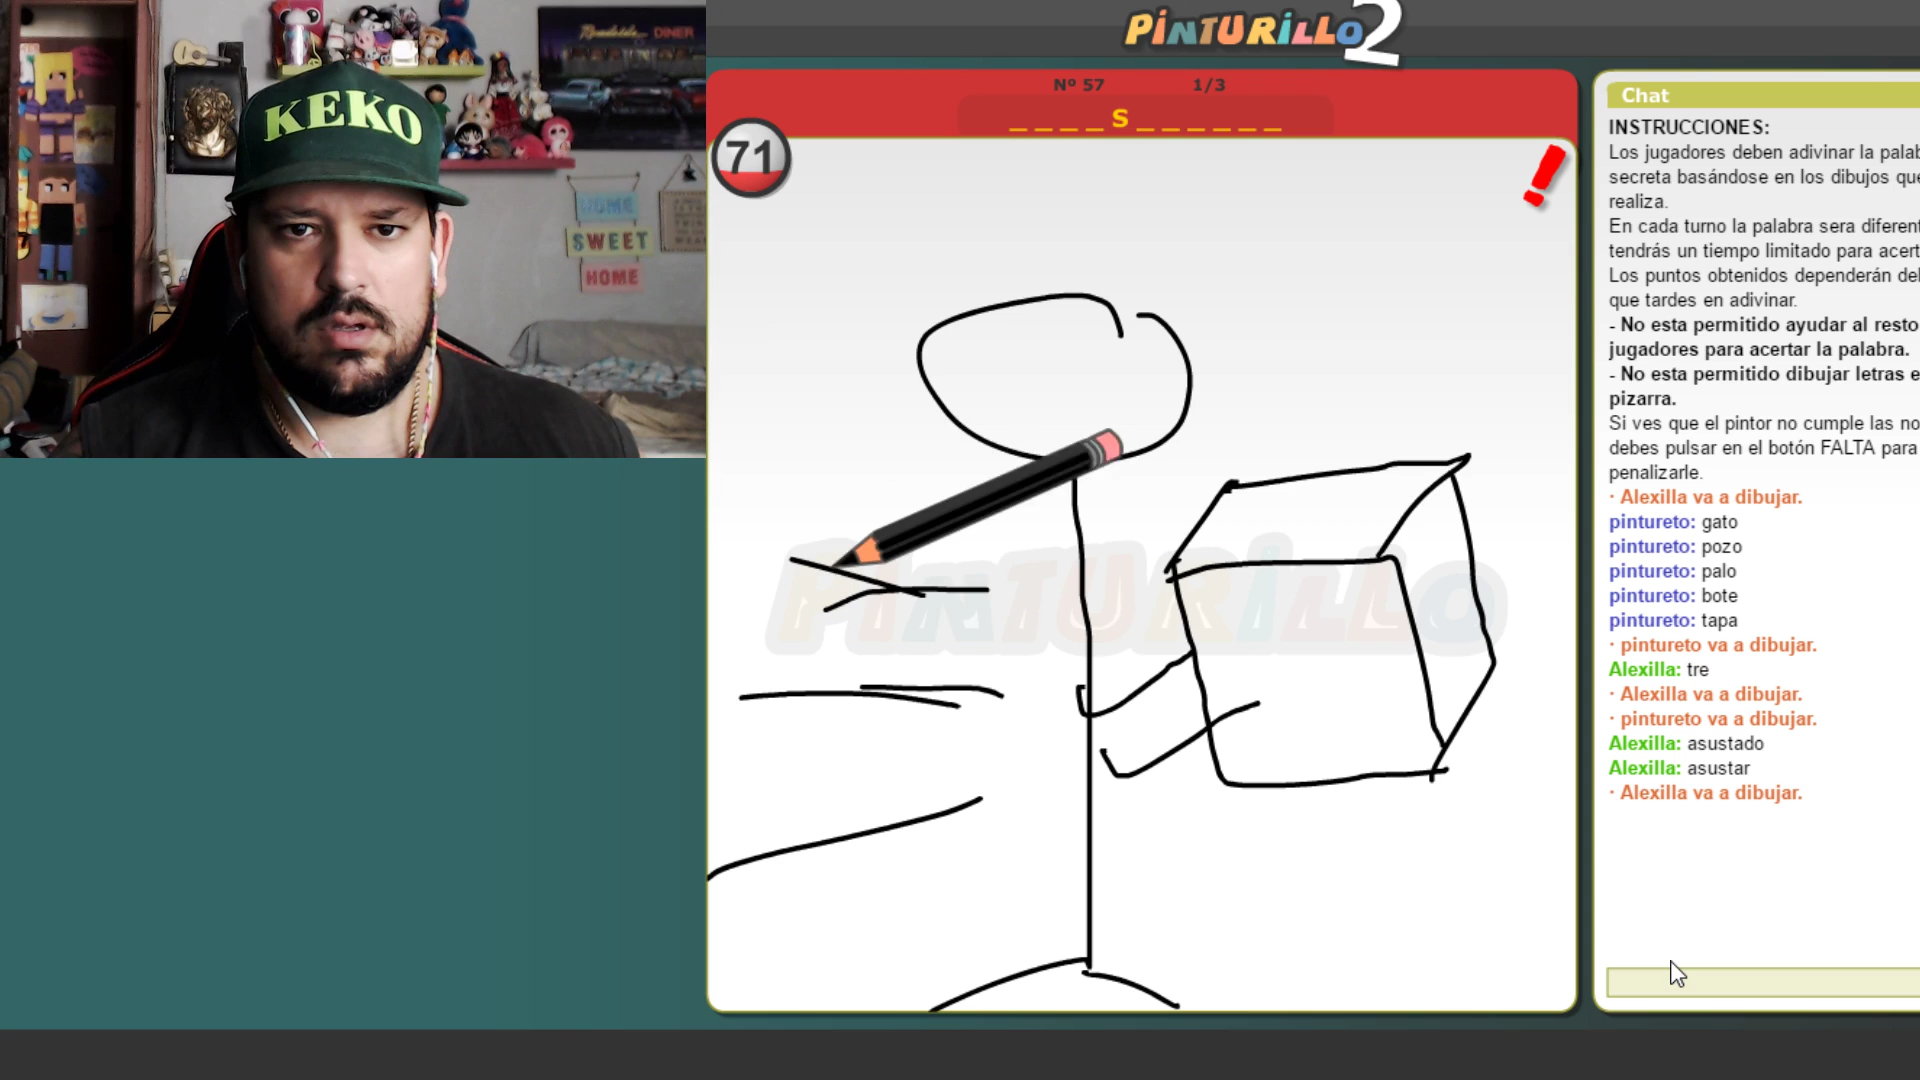 KEKO
Roadside DINER
HOME
SWEET
HOME
PiNTURiLLO2
Nº 57 1/3
_ _ _ _ S _ _ _ _ _ _
71
PiNTURiLLO
Chat
INSTRUCCIONES:
Los jugadores deben adivinar la palab
secreta basándose en los dibujos que
realiza.
En cada turno la palabra sera diferent
tendrás un tiempo limitado para acert
Los puntos obtenidos dependerán del
que tardes en adivinar.
- No esta permitido ayudar al resto
jugadores para acertar la palabra.
- No esta permitido dibujar letras e
pizarra.
Si ves que el pintor no cumple las no
debes pulsar en el botón FALTA para
penalizarle.
· Alexilla va a dibujar.
pintureto: gato
pintureto: pozo
pintureto: palo
pintureto: bote
pintureto: tapa
· pintureto va a dibujar.
Alexilla: tre
· Alexilla va a dibujar.
· pintureto va a dibujar.
Alexilla: asustado
Alexilla: asustar
· Alexilla va a dibujar.